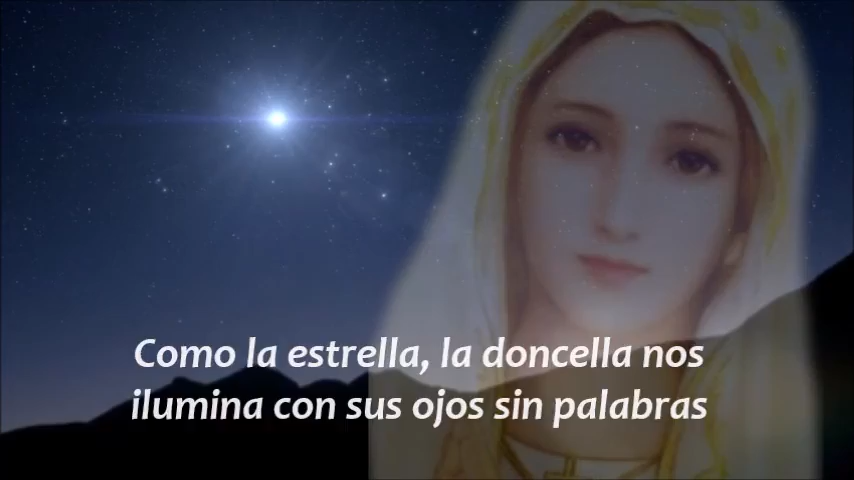 Como la estrella, la doncella nos
ilumina con sus ojos sin palabras